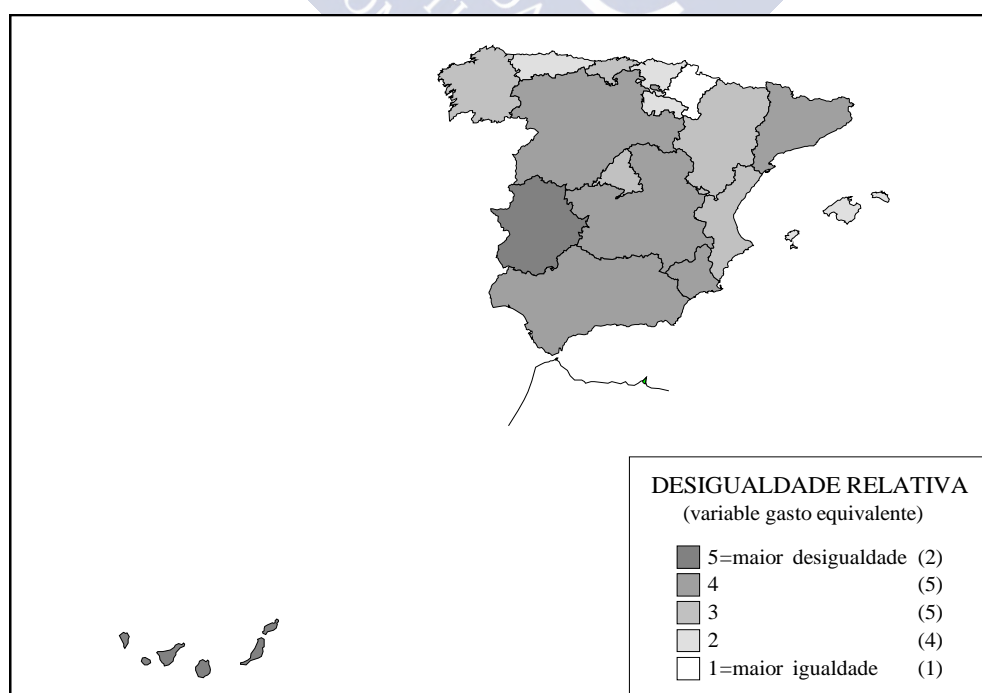 DESIGUALDADE RELATIVA
(variable gasto equivalente)
5=maior desigualdade (2)
4 (5)
3 (5)
2 (4)
1=maior igualdade (1)